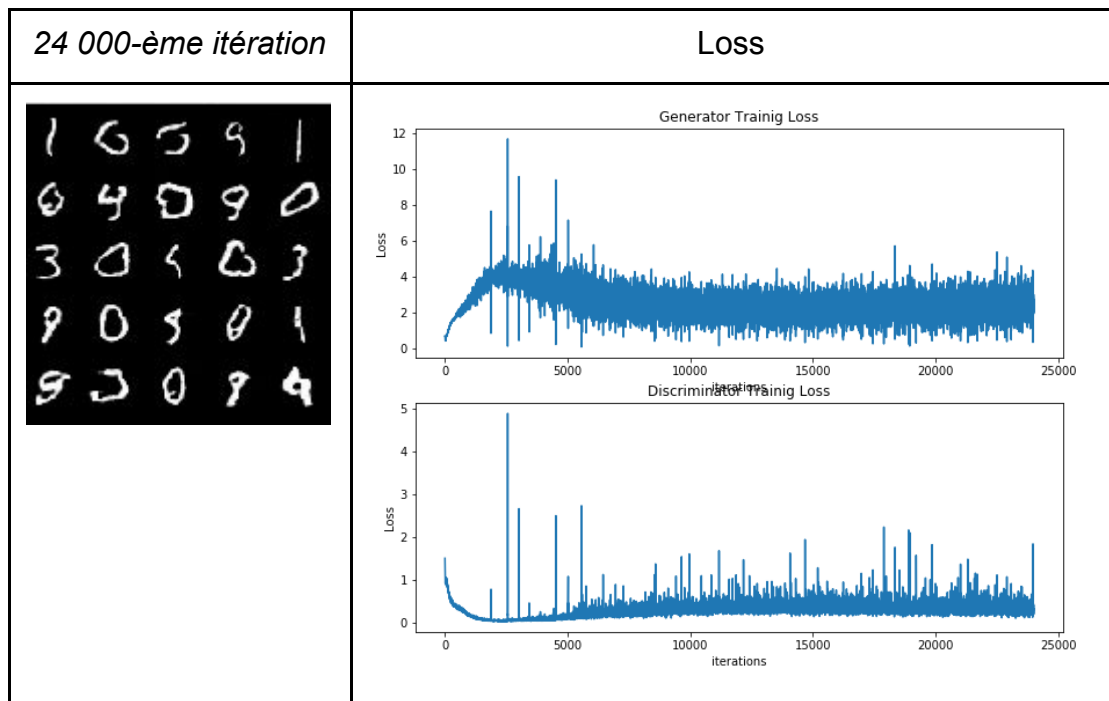 24 000-ème itération
Loss
Generator Trainig Loss
12
10
8
6
4
2
0
Loss
0 5000 10000 15000 20000 25000
iterations
Discriminator Trainig Loss
5
4
3
2
1
0
Loss
0 5000 10000 15000 20000 25000
iterations